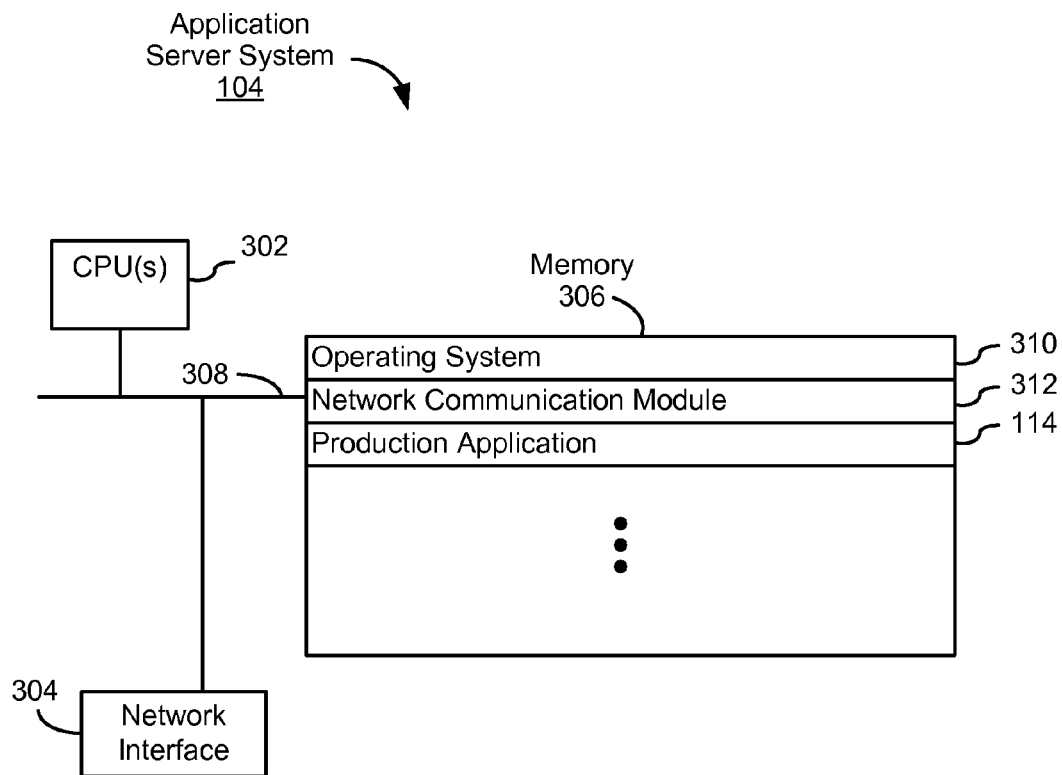 Application
Server System
104
CPU(s)
302
Memory
306
308
Operating System
310
Network Communication Module
312
Production Application
114
304
Network
Interface